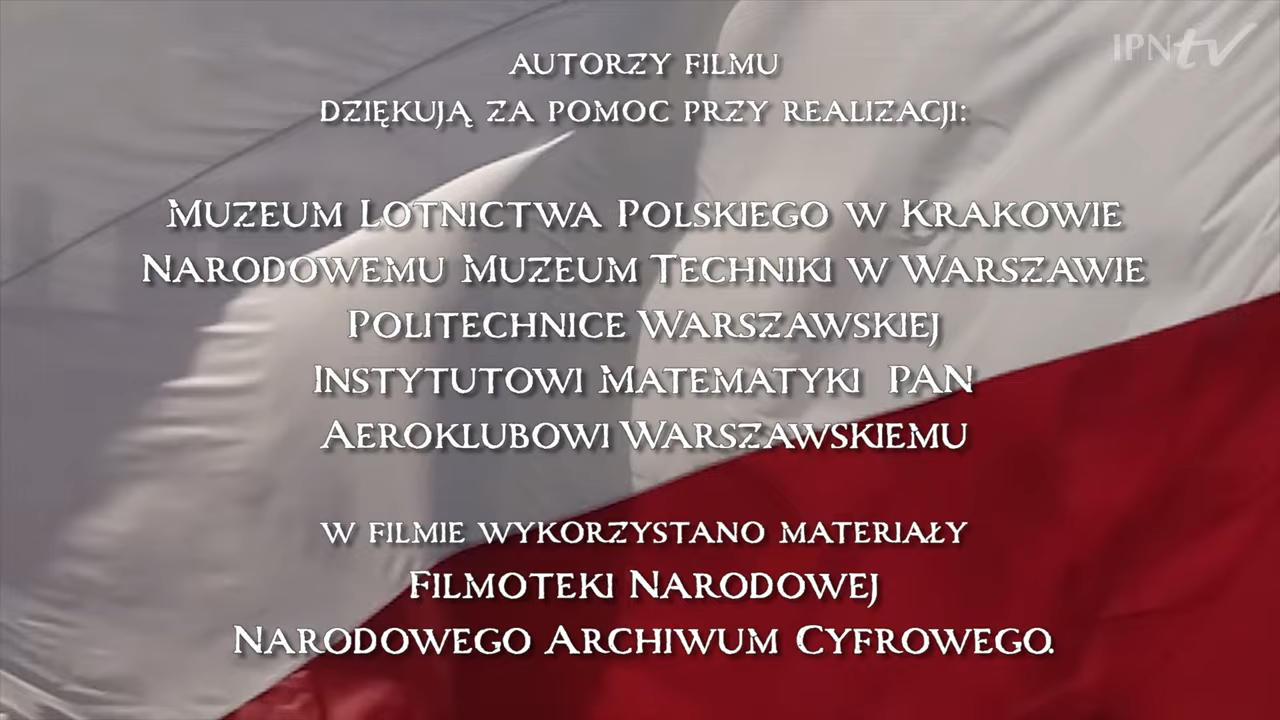 IPNtv
AUTORZY FILMU
DZIĘKUJĄ ZA POMOC PRZY REALIZACJI:
MUZEUM LOTNICTWA POLSKIEGO W KRAKOWIE
NARODOWEMU MUZEUM TECHNIKI W WARSZAWIE
POLITECHNICE WARSZAWSKIEJ
INSTYTUTOWI MATEMATYKI PAN
AEROKLUBOWI WARSZAWSKIEMU
W FILMIE WYKORZYSTANO MATERIAŁY
FILMOTEKI NARODOWEJ
NARODOWEGO ARCHIWUM CYFROWEGO.